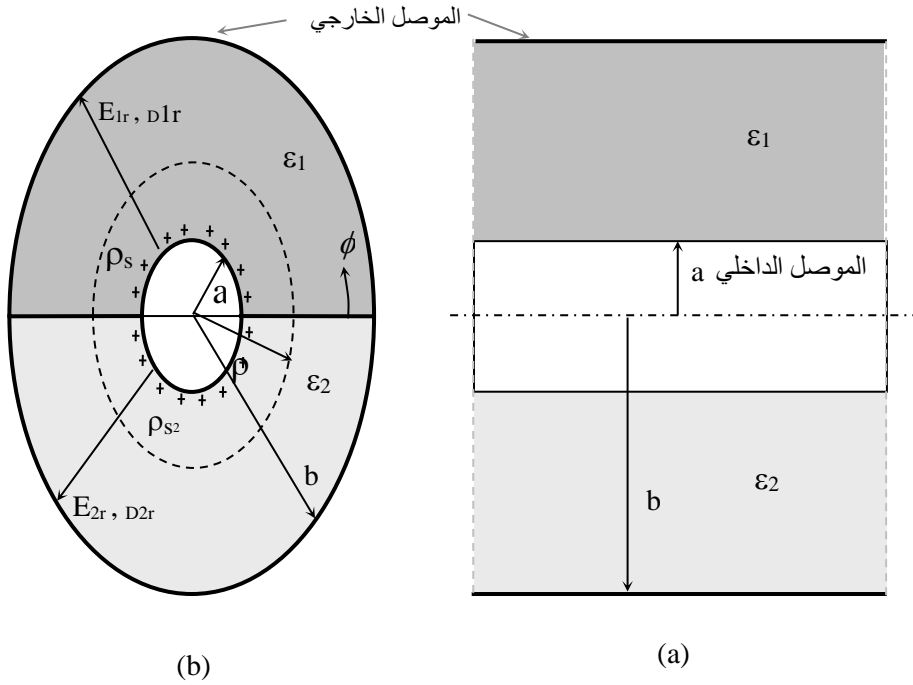 الموصل الخارجي
E1r , D1r
ε1
ρs
a
ϕ
ρ
ε2
ρs2
b
E2r , D2r
(b)
ε1
a
الموصل الداخلي
b
ε2
(a)